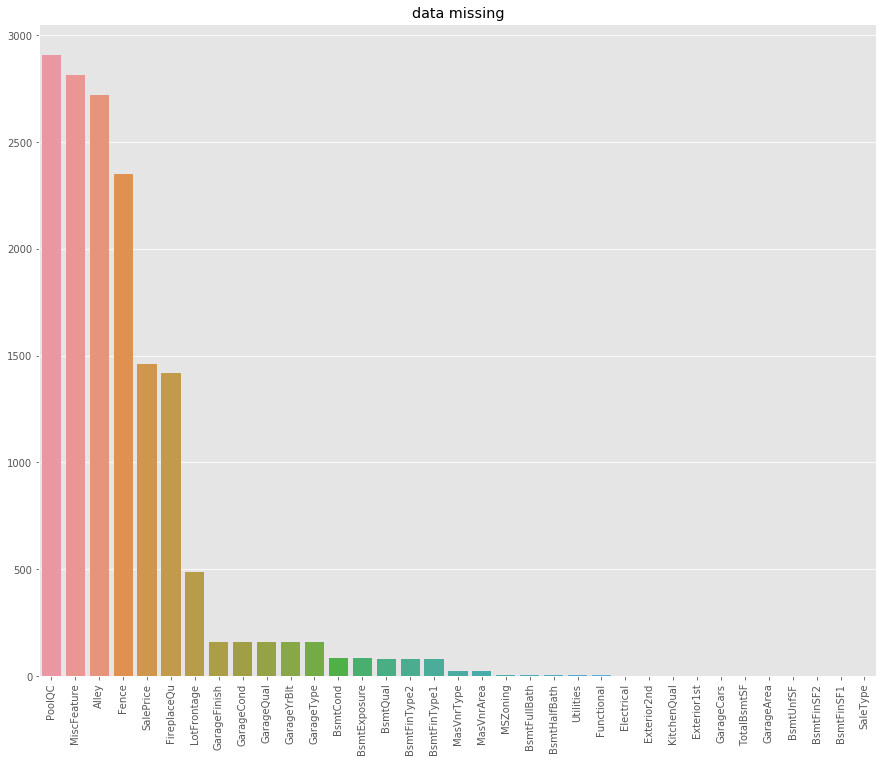 data missing
3000
2500
2000
1500
1000
500
0
PoolQC
MiscFeature
Alley
Fence
SalePrice
FireplaceQu
LotFrontage
GarageFinish
GarageCond
GarageQual
GarageYrBlt
GarageType
BsmtCond
BsmtExposure
BsmtQual
BsmtFinType2
BsmtFinType1
MasVnrType
MasVnrArea
MSZoning
BsmtFullBath
BsmtHalfBath
Utilities
Functional
Electrical
Exterior2nd
KitchenQual
Exterior1st
GarageCars
TotalBsmtSF
GarageArea
BsmtUnfSF
BsmtFinSF2
BsmtFinSF1
SaleType